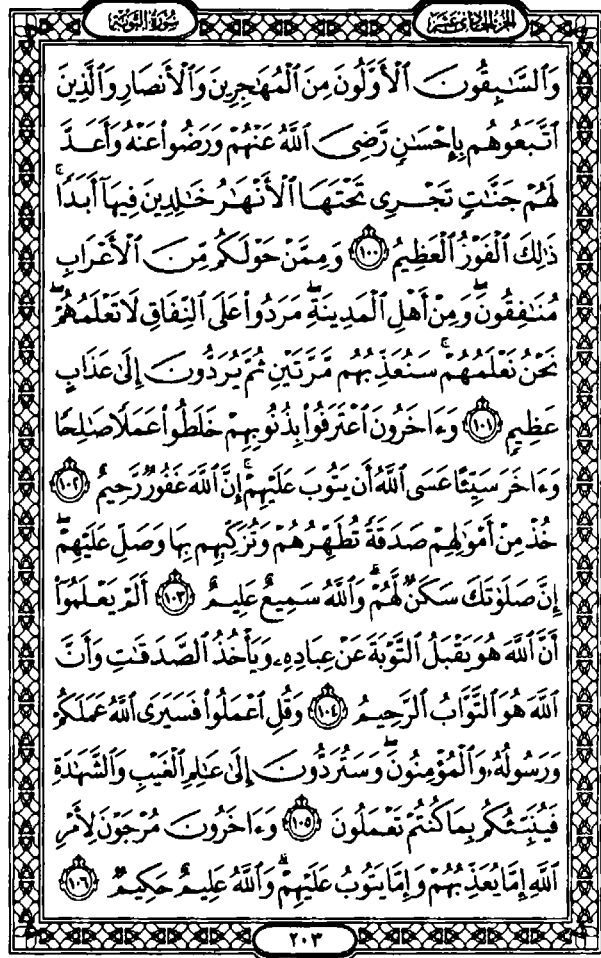 سورة التوبة
الجزء الحادي عشر
وَٱلسَّٰبِقُونَ ٱلْأَوَّلُونَ مِنَ ٱلْمُهَٰجِرِينَ وَٱلْأَنصَارِ وَٱلَّذِينَ
ٱتَّبَعُوهُم بِإِحْسَٰنٍ رَّضِىَ ٱللَّهُ عَنْهُمْ وَرَضُوا۟ عَنْهُ وَأَعَدَّ
لَهُمْ جَنَّٰتٍ تَجْرِى تَحْتَهَا ٱلْأَنْهَٰرُ خَٰلِدِينَ فِيهَآ أَبَدًا ۚ
ذَٰلِكَ ٱلْفَوْزُ ٱلْعَظِيمُ ١٠٠ وَمِمَّنْ حَوْلَكُم مِّنَ ٱلْأَعْرَابِ
مُنَٰفِقُونَ ۖ وَمِنْ أَهْلِ ٱلْمَدِينَةِ ۖ مَرَدُوا۟ عَلَى ٱلنِّفَاقِ لَا تَعْلَمُهُمْ ۖ
نَحْنُ نَعْلَمُهُمْ ۚ سَنُعَذِّبُهُم مَّرَّتَيْنِ ثُمَّ يُرَدُّونَ إِلَىٰ عَذَابٍ
عَظِيمٍ ١٠١ وَءَاخَرُونَ ٱعْتَرَفُوا۟ بِذُنُوبِهِمْ خَلَطُوا۟ عَمَلًا صَٰلِحًا
وَءَاخَرَ سَيِّئًا عَسَى ٱللَّهُ أَن يَتُوبَ عَلَيْهِمْ ۚ إِنَّ ٱللَّهَ غَفُورٌ رَّحِيمٌ ١٠٢
خُذْ مِنْ أَمْوَٰلِهِمْ صَدَقَةً تُطَهِّرُهُمْ وَتُزَكِّيهِم بِهَا وَصَلِّ عَلَيْهِمْ ۖ
إِنَّ صَلَوٰتَكَ سَكَنٌ لَّهُمْ ۗ وَٱللَّهُ سَمِيعٌ عَلِيمٌ ١٠٣ أَلَمْ يَعْلَمُوٓا۟
أَنَّ ٱللَّهَ هُوَ يَقْبَلُ ٱلتَّوْبَةَ عَنْ عِبَادِهِۦ وَيَأْخُذُ ٱلصَّدَقَٰتِ وَأَنَّ
ٱللَّهَ هُوَ ٱلتَّوَّابُ ٱلرَّحِيمُ ١٠٤ وَقُلِ ٱعْمَلُوا۟ فَسَيَرَى ٱللَّهُ عَمَلَكُمْ
وَرَسُولُهُۥ وَٱلْمُؤْمِنُونَ ۖ وَسَتُرَدُّونَ إِلَىٰ عَٰلِمِ ٱلْغَيْبِ وَٱلشَّهَٰدَةِ
فَيُنَبِّئُكُم بِمَا كُنتُمْ تَعْمَلُونَ ١٠٥ وَءَاخَرُونَ مُرْجَوْنَ لِأَمْرِ
ٱللَّهِ إِمَّا يُعَذِّبُهُمْ وَإِمَّا يَتُوبُ عَلَيْهِمْ ۗ وَٱللَّهُ عَلِيمٌ حَكِيمٌ ١٠٦
٢٠٣